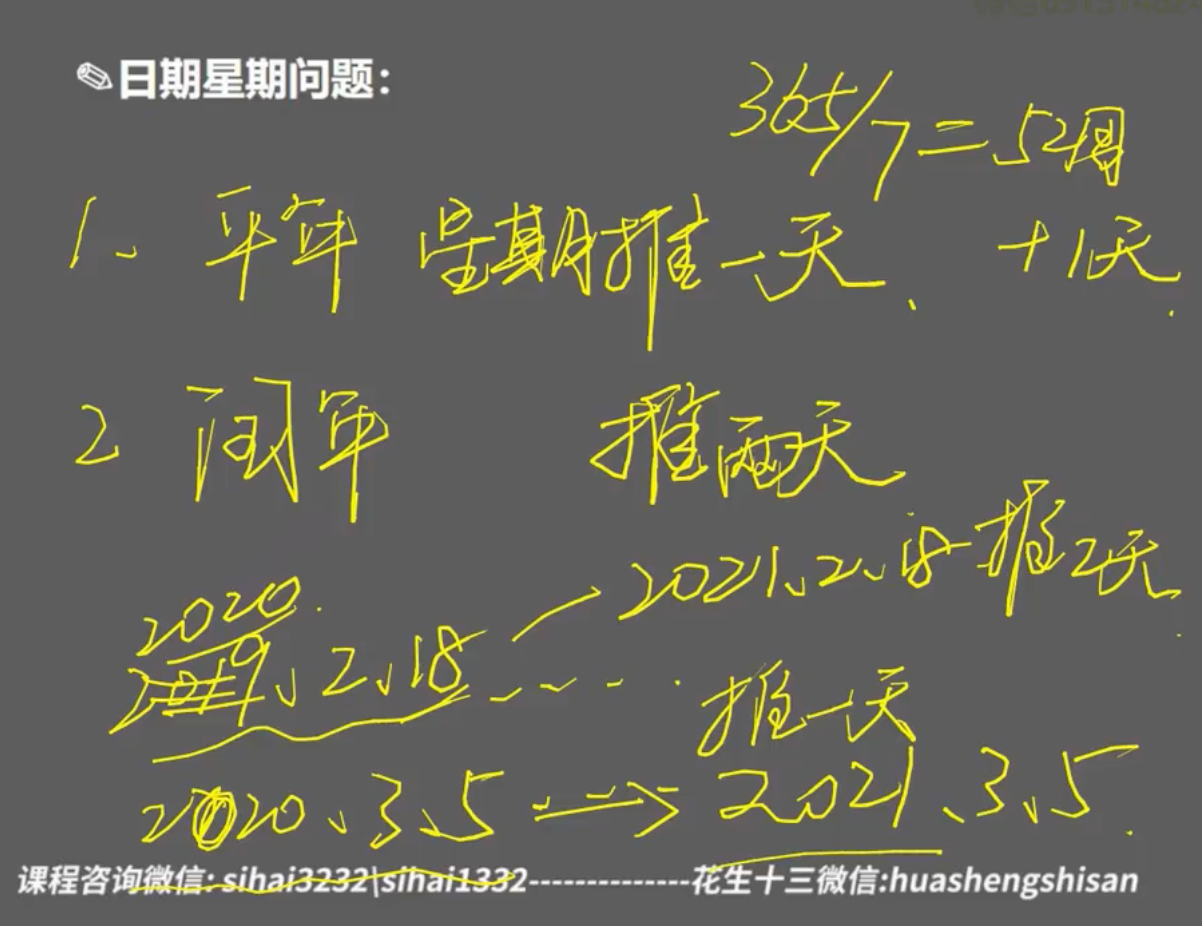 日期星期问题：
365/7=52周
+1天.
1、平年 星期推一天、
2 闰年 推两天
2020.2.18
2021.2.18 推2天.
推一天
2020.3.5 --> 2021.3.5.
课程咨询微信: sihai3232\sihai1332--------------花生十三微信:huashengshisan